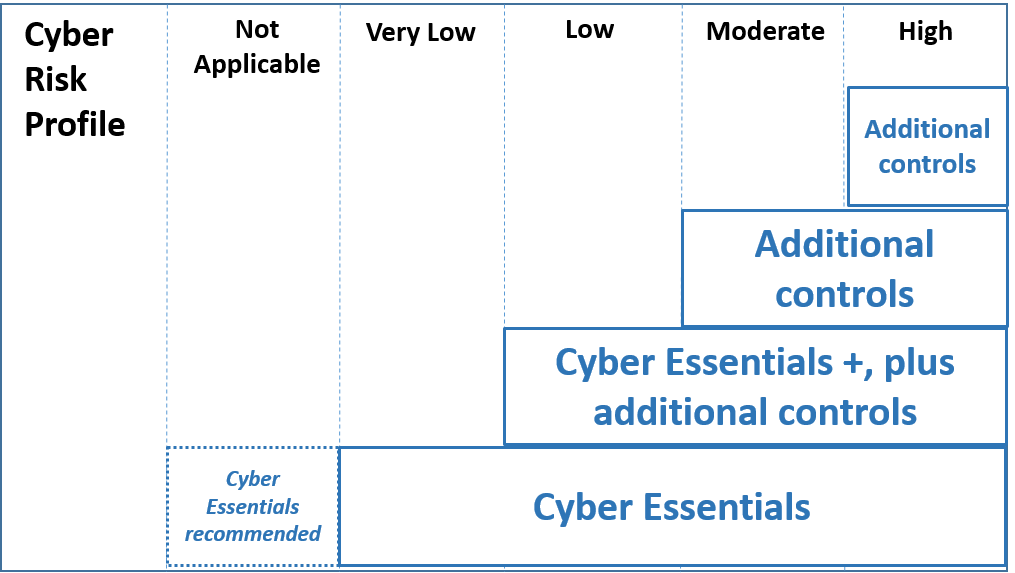 Cyber
Risk
Profile
Not
Applicable
Very Low
Low
Moderate
High
Additional
controls
Additional
controls
Cyber Essentials +, plus
additional controls
Cyber
Essentials
recommended
Cyber Essentials